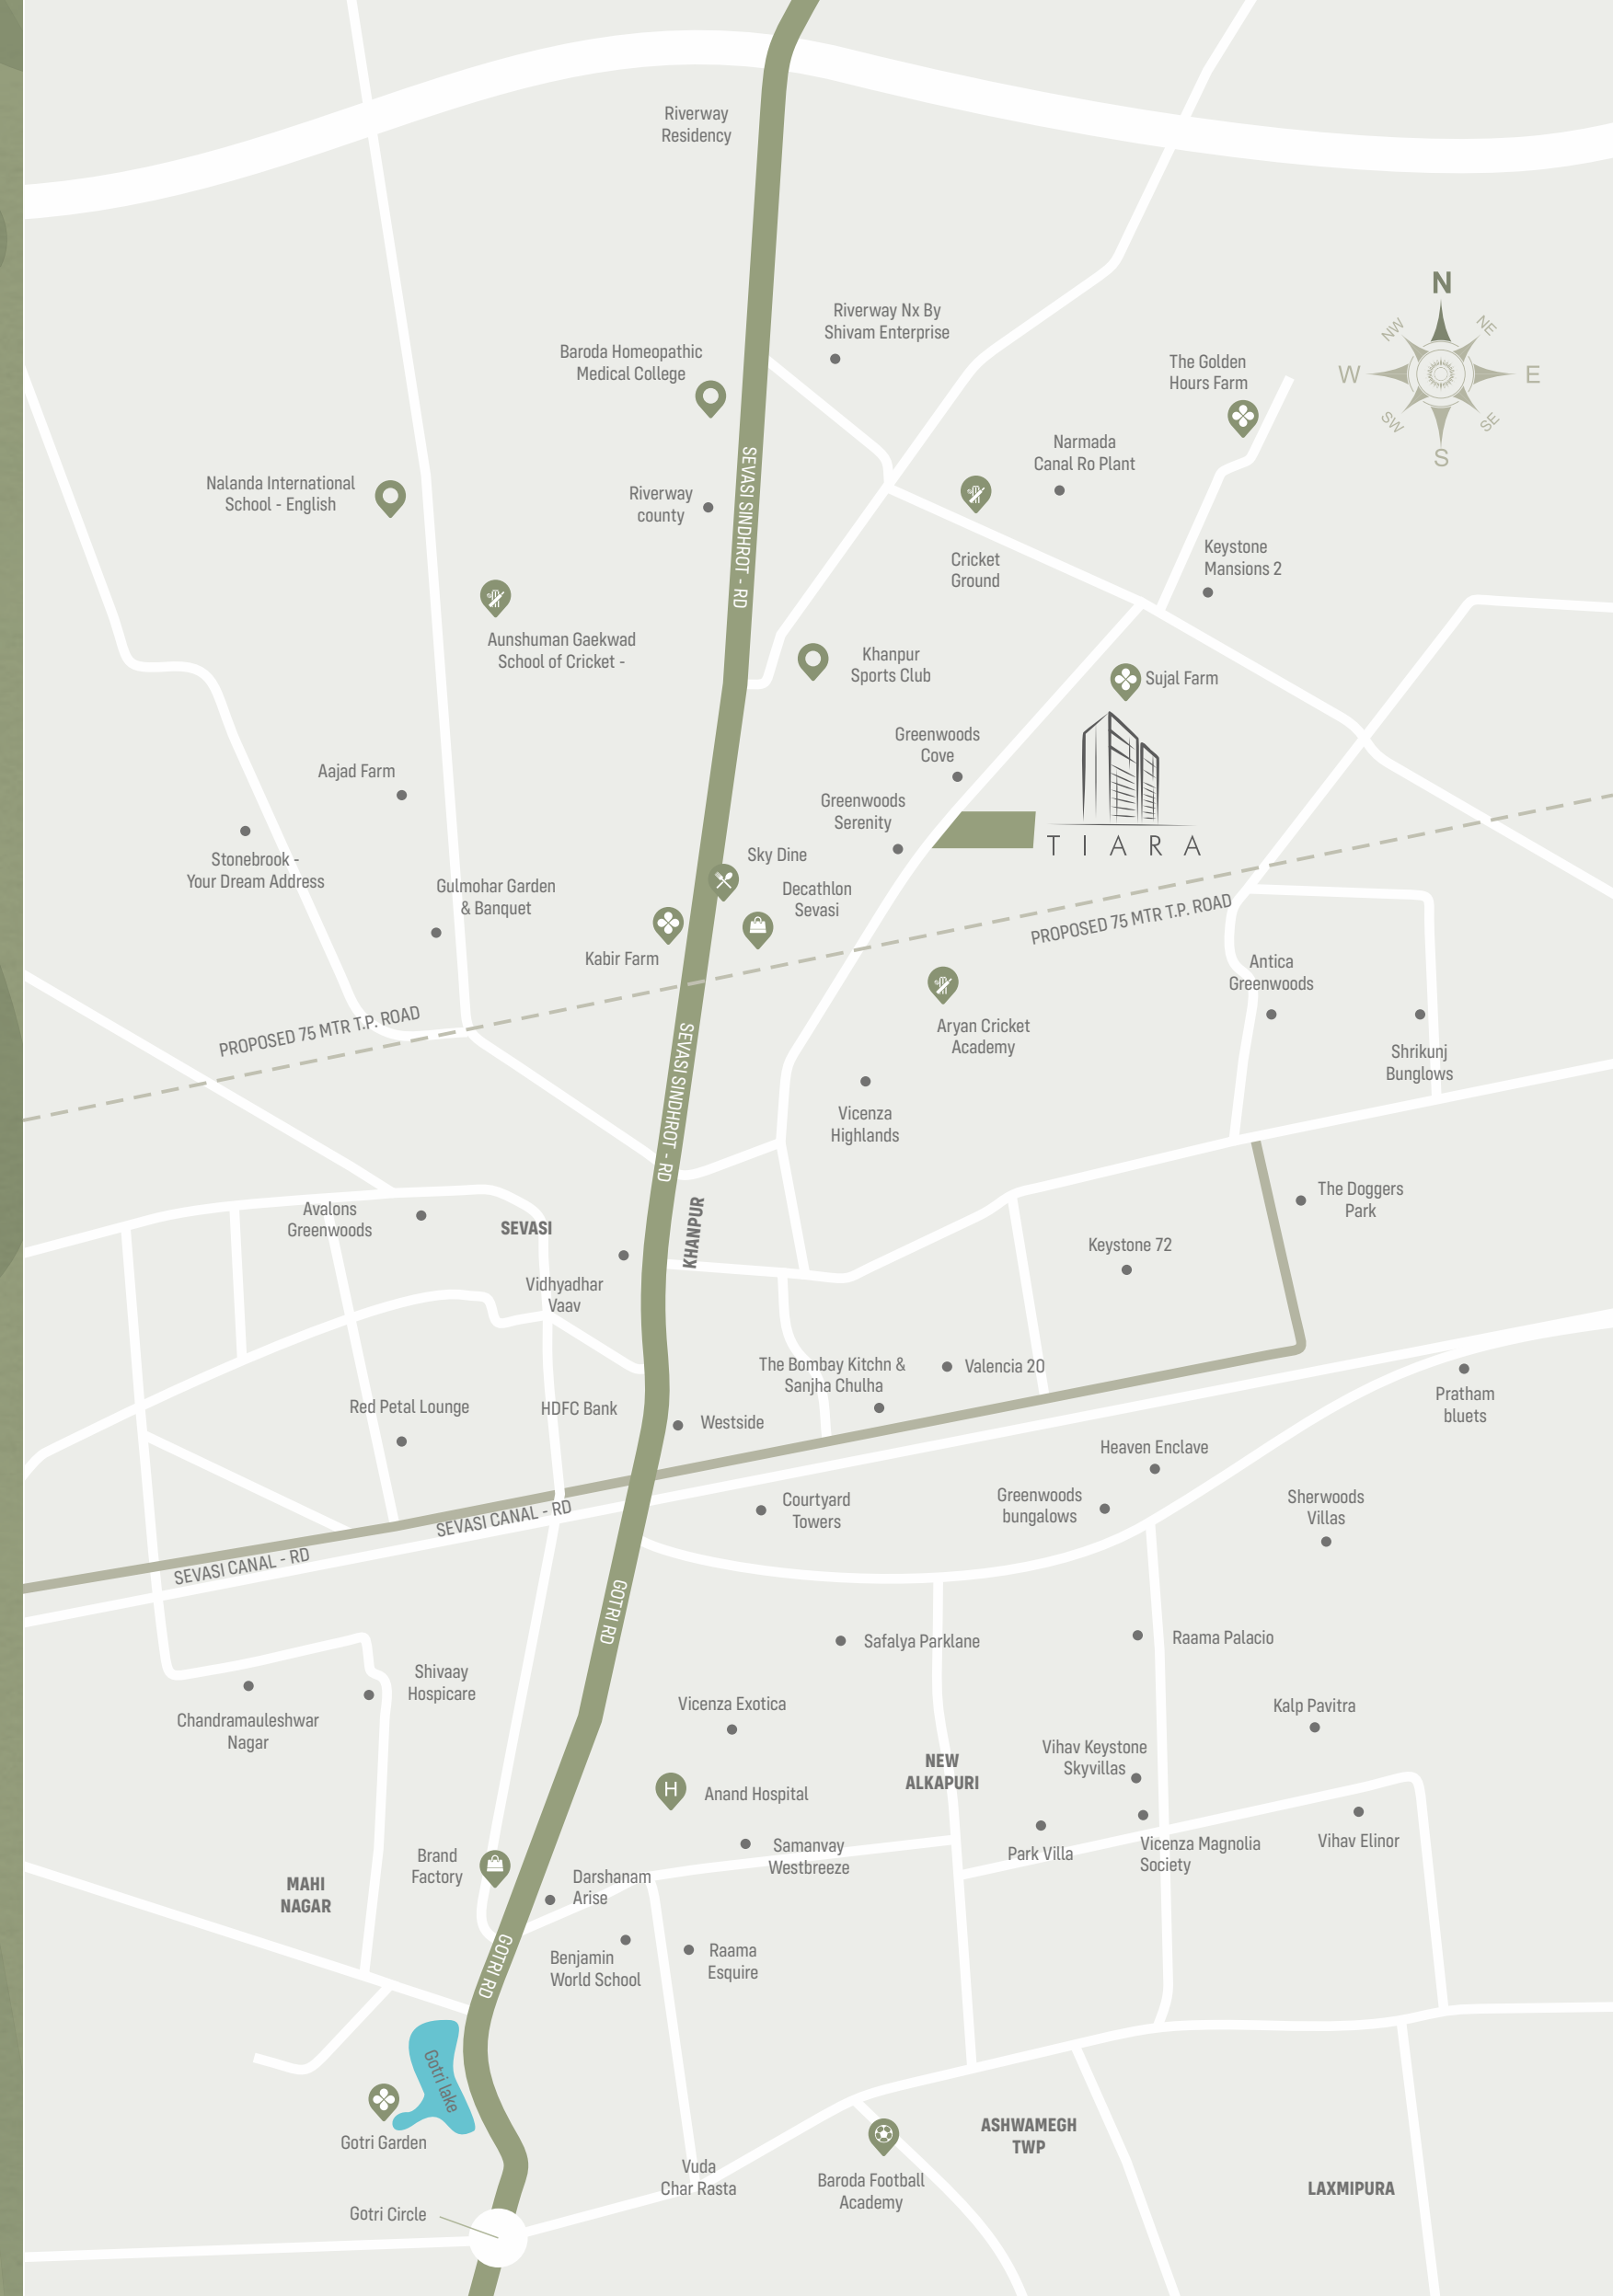 Riverway
Residency
N
NW
NE
W
E
SW
SE
S
Riverway Nx By
Shivam Enterprise
Baroda Homeopathic
Medical College
The Golden
Hours Farm
Narmada
Canal Ro Plant
Nalanda International
School - English
Riverway
county
SEVASI SINDHROT - RD
Cricket
Ground
Keystone
Mansions 2
Aunshuman Gaekwad
School of Cricket -
Khanpur
Sports Club
Sujal Farm
Greenwoods
Cove
Aajad Farm
Greenwoods
Serenity
TIARA
Stonebrook -
Your Dream Address
Sky Dine
Gulmohar Garden
& Banquet
Decathlon
Sevasi
PROPOSED 75 MTR T.P. ROAD
Kabir Farm
Antica
Greenwoods
PROPOSED 75 MTR T.P. ROAD
Aryan Cricket
Academy
SEVASI SINDHROT - RD
Shrikunj
Bunglows
Vicenza
Highlands
The Doggers
Park
Avalons
Greenwoods
SEVASI
KHANPUR
Keystone 72
Vidhyadhar
Vaav
The Bombay Kitchn &
Sanjha Chulha
Valencia 20
Pratham
bluets
Red Petal Lounge
HDFC Bank
Westside
Heaven Enclave
Courtyard
Towers
Greenwoods
bungalows
Sherwoods
Villas
SEVASI CANAL - RD
SEVASI CANAL - RD
GOTRI RD
Safalya Parklane
Raama Palacio
Shivaay
Hospicare
Chandramauleshwar
Nagar
Vicenza Exotica
Kalp Pavitra
NEW
ALKAPURI
Vihav Keystone
Skyvillas
H
Anand Hospital
Samanvay
Westbreeze
Park Villa
Vicenza Magnolia
Society
Vihav Elinor
Brand
Factory
Darshanam
Arise
MAHI
NAGAR
GOTRI RD
Benjamin
World School
Raama
Esquire
Gotri lake
Gotri Garden
ASHWAMEGH
TWP
Vuda
Char Rasta
Baroda Football
Academy
LAXMIPURA
Gotri Circle